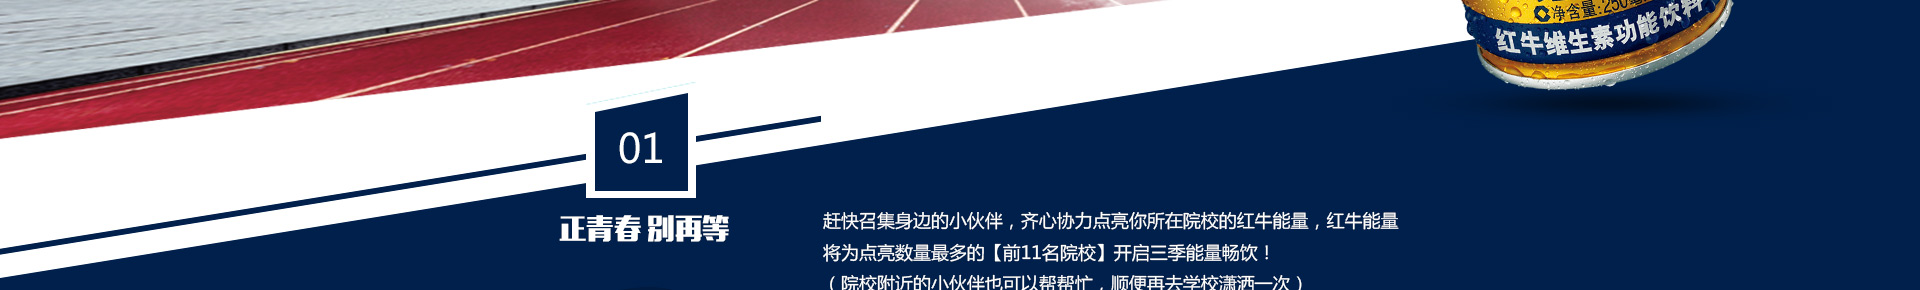 净含量:250毫
红牛维生素功能饮料
01
正青春 别再等
赶快召集身边的小伙伴，齐心协力点亮你所在院校的红牛能量，红牛能量
将为点亮数量最多的【前11名院校】开启三季能量畅饮！
（院校附近的小伙伴也可以帮帮忙，顺便再去学校潇洒一次）